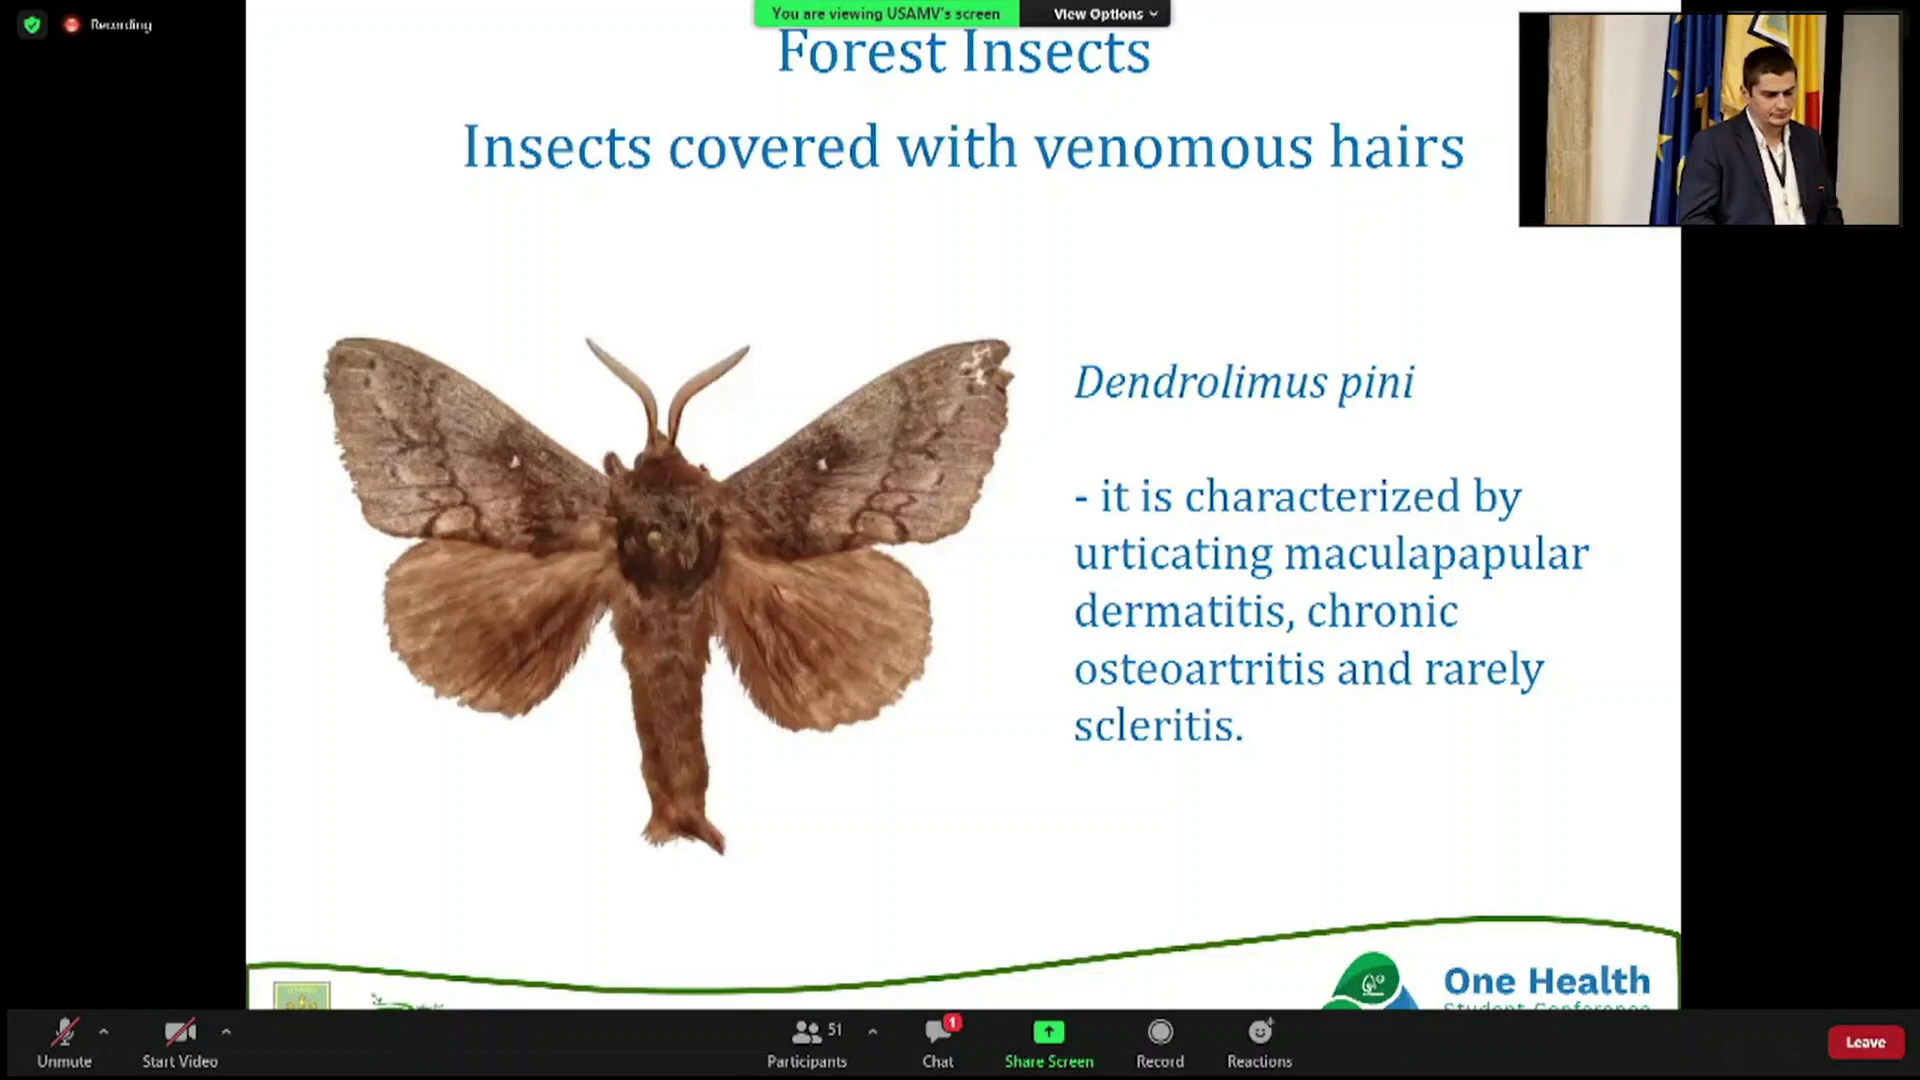 Recording
You are viewing USAMV's screen
View Options
Forest Insects
Insects covered with venomous hairs
Dendrolimus pini
- it is characterized by
urticating maculapapular
dermatitis, chronic
osteoartritis and rarely
scleritis.
One Health
Student Conference
Unmute
Start Video
51
Participants
1
Chat
Share Screen
Record
Reactions
Leave